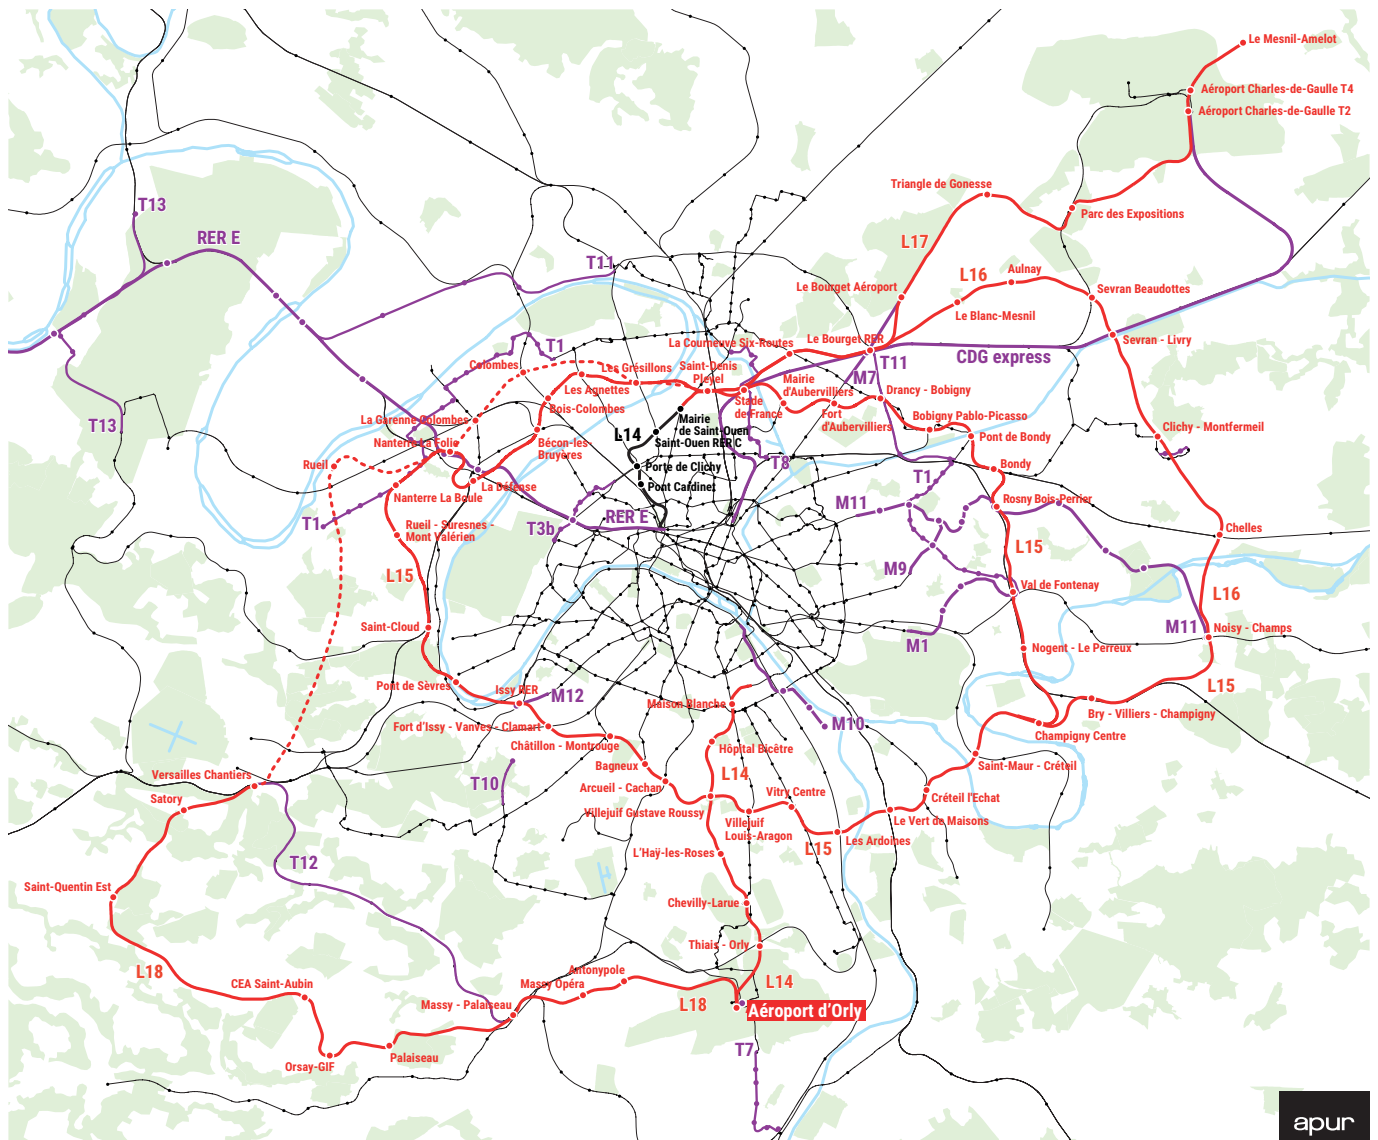 Le Mesnil-Amelot
Aéroport Charles-de-Gaulle T4
Aéroport Charles-de-Gaulle T2
Triangle de Gonesse
Parc des Expositions
T13
RER E
L17
T11
L16
Aulnay
Le Bourget Aéroport
Sevran Beaudottes
Le Blanc-Mesnil
La Courneuve Six-Routes
Le Bourget RER
Sevran - Livry
T1
T11
CDG express
Colombes
Les Grésillons
Saint-Denis
Pleyel
M7
Mairie
d'Aubervilliers
Drancy - Bobigny
Les Agnettes
Stade
de France
Bois-Colombes
Fort
d'Aubervilliers
Bobigny Pablo-Picasso
La Garenne Colombes
Mairie
de Saint-Ouen
T13
L14
Saint-Ouen RER C
Clichy - Montfermeil
Pont de Bondy
Nanterre La Folie
Bécon-les-
Bruyères
Rueil
Porte de Clichy
T8
Bondy
La Défense
Pont Cardinet
T1
Nanterre La Boule
Rosny Bois-Perrier
M11
T1
Rueil - Suresnes -
Mont Valérien
T3b
RER E
Chelles
L15
M9
L15
Val de Fontenay
L16
Saint-Cloud
M11
Noisy - Champs
M1
Nogent - Le Perreux
Pont de Sèvres
Issy RER
M12
L15
Maison Blanche
Bry - Villiers - Champigny
Fort d'Issy - Vanves - Clamart
M10
Champigny Centre
Châtillon - Montrouge
Hôpital Bicêtre
Bagneux
Saint-Maur - Créteil
Versailles Chantiers
L14
T10
Arcueil - Cachan
Vitry Centre
Satory
Créteil l'Echat
Villejuif Gustave Roussy
Villejuif
Louis-Aragon
Le Vert de Maisons
Les Ardoines
L15
L'Haÿ-les-Roses
T12
Saint-Quentin Est
Chevilly-Larue
Thiais - Orly
L18
Antonypole
CEA Saint-Aubin
Massy Opéra
L14
Massy - Palaiseau
L18
Aéroport d'Orly
T7
Palaiseau
Orsay-GIF
apur